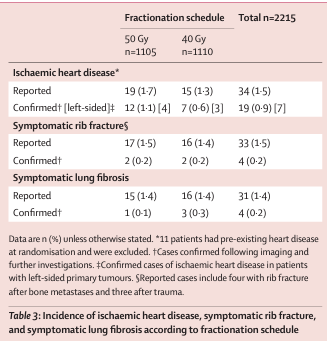 Fractionation schedule Total n=2215
50 Gy 40 Gy
n=1105 n=1110
Ischaemic heart disease*
Reported 19 (1·7) 15 (1·3) 34 (1·5)
Confirmed† [left-sided]‡ 12 (1·1) [4] 7 (0·6) [3] 19 (0·9) [7]
Symptomatic rib fracture§
Reported 17 (1·5) 16 (1·4) 33 (1·5)
Confirmed† 2 (0·2) 2 (0·2) 4 (0·2)
Symptomatic lung fibrosis
Reported 15 (1·4) 16 (1·4) 31 (1·4)
Confirmed† 1 (0·1) 3 (0·3) 4 (0·2)
Data are n (%) unless otherwise stated. *11 patients had pre-existing heart disease
at randomisation and were excluded. †Cases confirmed following imaging and
further investigations. ‡Confirmed cases of ischaemic heart disease in patients
with left-sided primary tumours. §Reported cases include four with rib fracture
after bone metastases and three after trauma.
Table 3: Incidence of ischaemic heart disease, symptomatic rib fracture,
and symptomatic lung fibrosis according to fractionation schedule